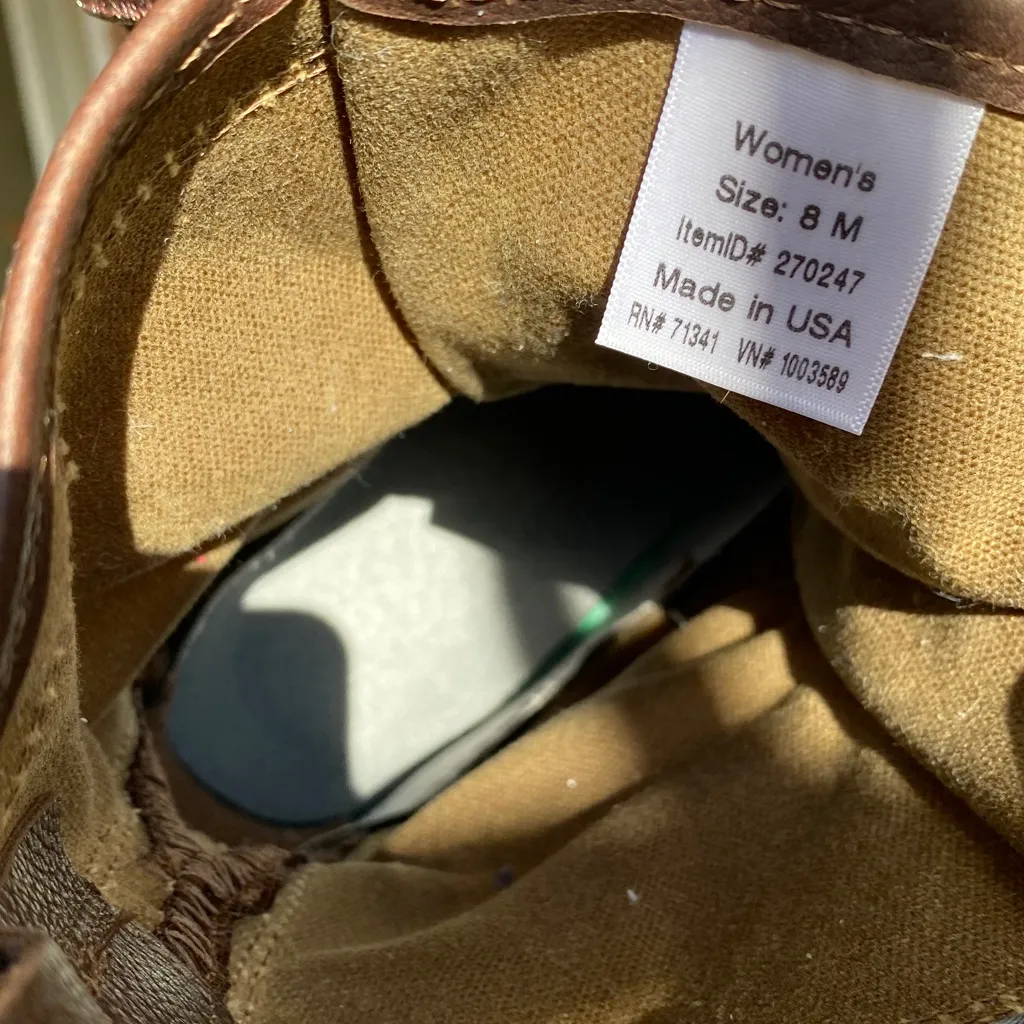 Women's
Size: 8 M
ItemID# 270247
Made in USA
RN# 71341 VN# 1003589